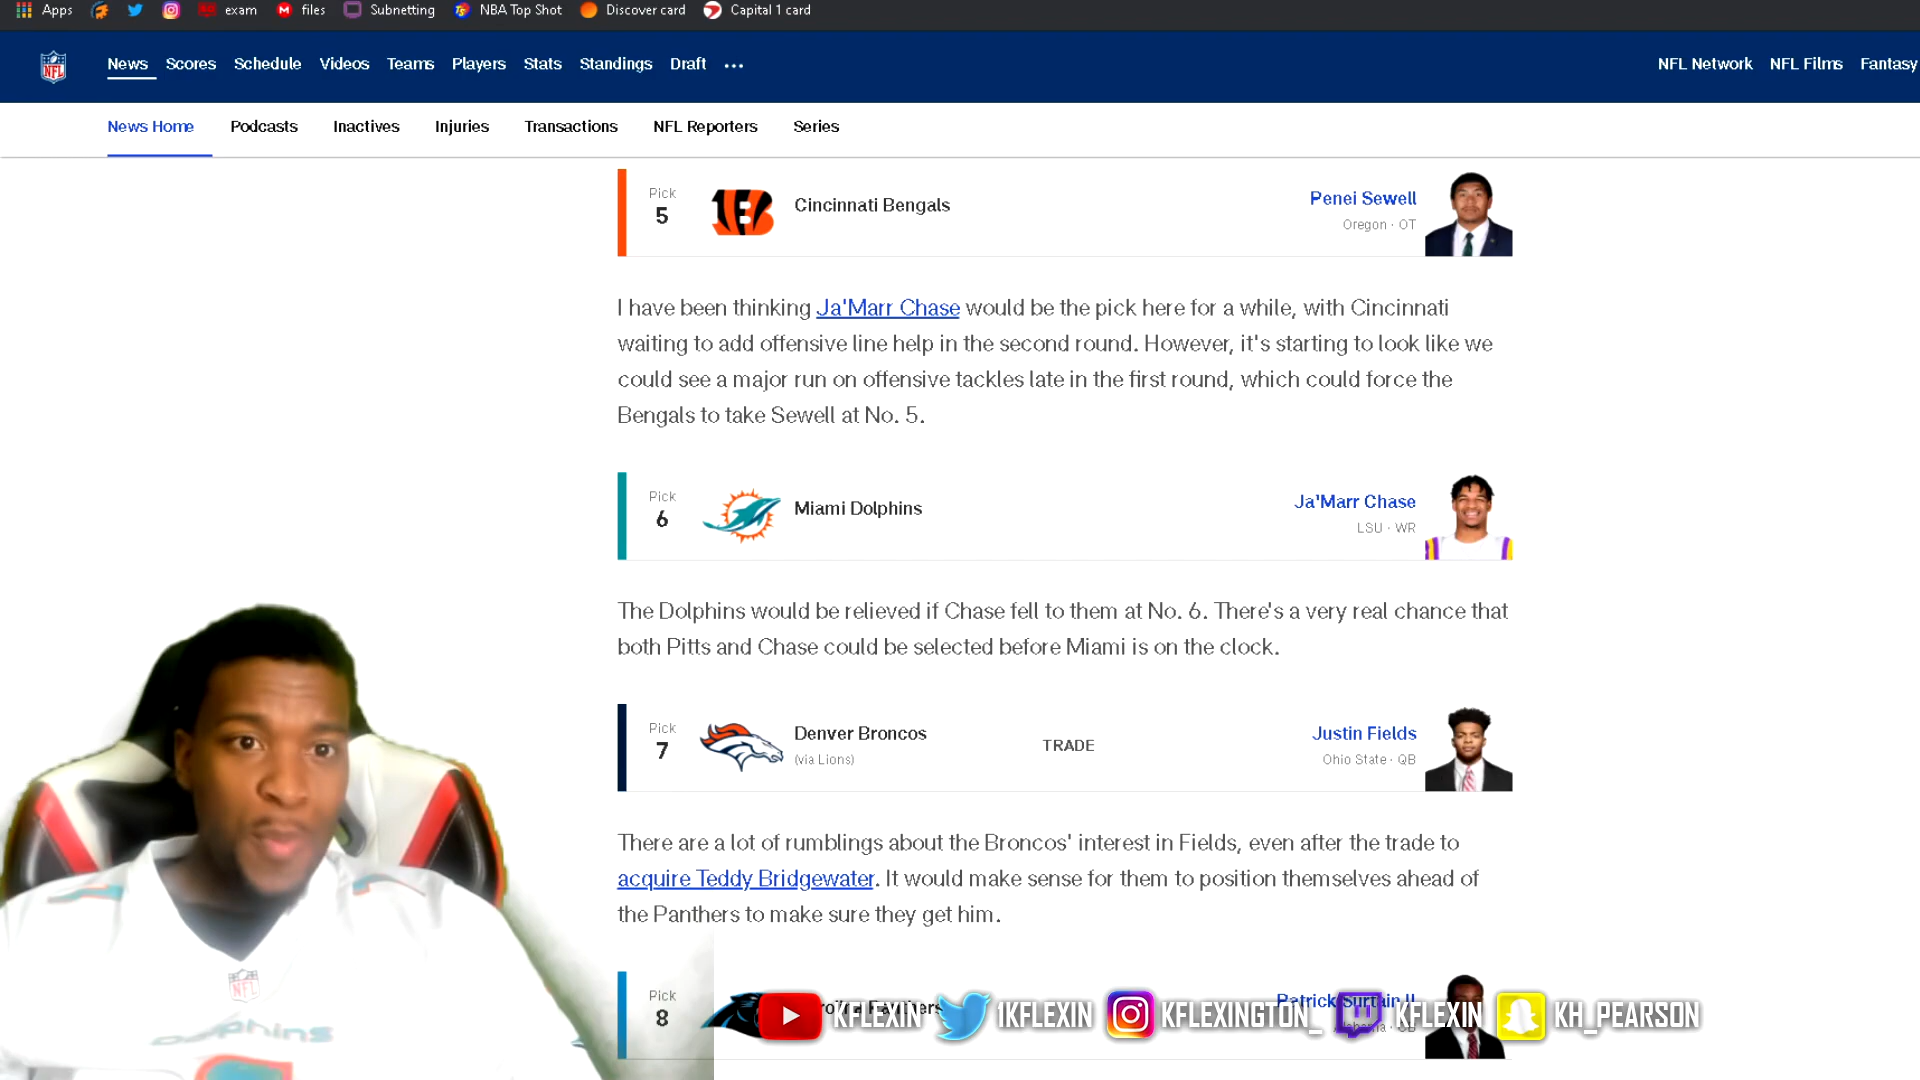 Apps exam files Subnetting NBA Top Shot Discover card Capital 1 card
NFL News Scores Schedule Videos Teams Players Stats Standings Draft ... NFL Network NFL Films Fantasy
News Home Podcasts Inactives Injuries Transactions NFL Reporters Series
Pick
5
Cincinnati Bengals
Penei Sewell
Oregon · OT
I have been thinking Ja'Marr Chase would be the pick here for a while, with Cincinnati
waiting to add offensive line help in the second round. However, it's starting to look like we
could see a major run on offensive tackles late in the first round, which could force the
Bengals to take Sewell at No. 5.
Pick
6
Miami Dolphins
Ja'Marr Chase
LSU · WR
The Dolphins would be relieved if Chase fell to them at No. 6. There's a very real chance that
both Pitts and Chase could be selected before Miami is on the clock.
Pick
7
Denver Broncos
(via Lions)
TRADE
Justin Fields
Ohio State · QB
There are a lot of rumblings about the Broncos' interest in Fields, even after the trade to
acquire Teddy Bridgewater. It would make sense for them to position themselves ahead of
the Panthers to make sure they get him.
Pick
8
Panthers
Patrick Surtain II
KFLEXIN 1KFLEXIN KFLEXINGTON_ KFLEXIN KH_PEARSON
NFL
dolphins